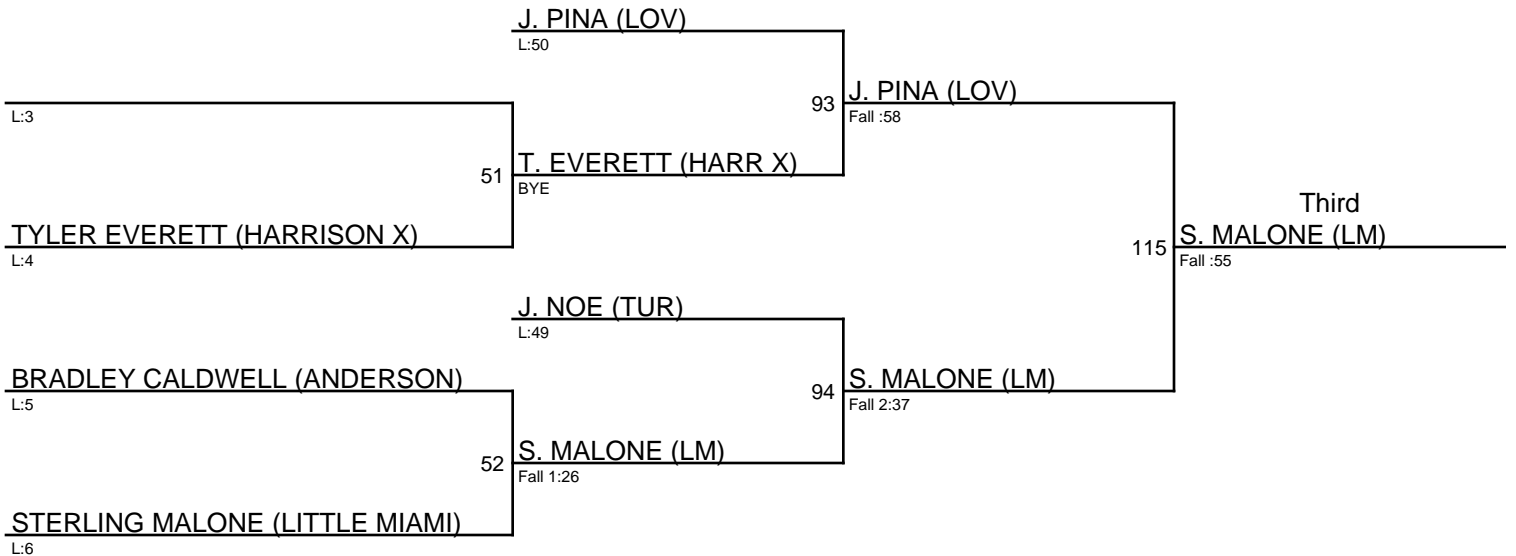 J. PINA (LOV)
L:50
L:3
93
J. PINA (LOV)
Fall :58
51
T. EVERETT (HARR X)
BYE
TYLER EVERETT (HARRISON X)
L:4
Third
115
S. MALONE (LM)
Fall :55
J. NOE (TUR)
L:49
BRADLEY CALDWELL (ANDERSON)
L:5
94
S. MALONE (LM)
Fall 2:37
52
S. MALONE (LM)
Fall 1:26
STERLING MALONE (LITTLE MIAMI)
L:6